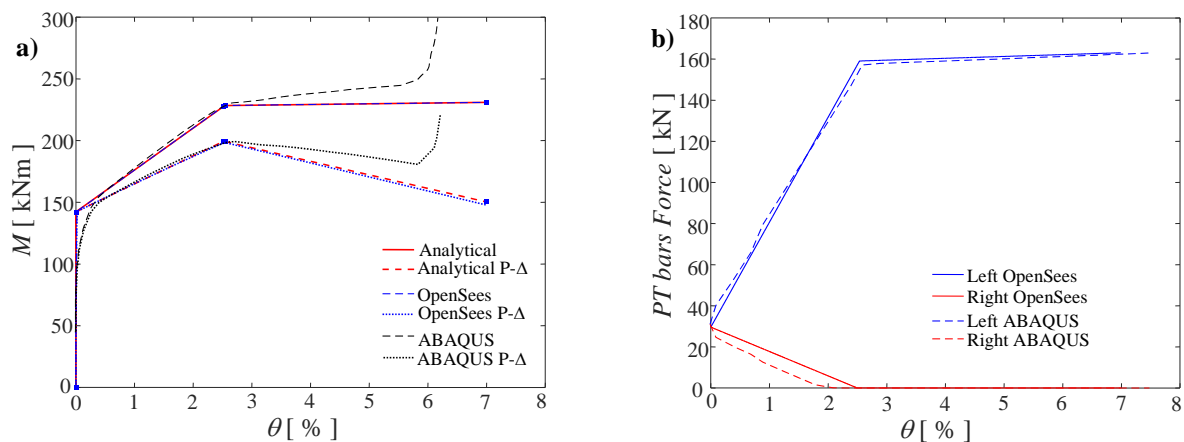 a)
M [ kNm ]
300
250
200
150
100
50
0
0 1 2 3 4 5 6 7 8
θ [ % ]
Analytical
Analytical P-Δ
OpenSees
OpenSees P-Δ
ABAQUS
ABAQUS P-Δ
b)
PT bars Force [ kN ]
180
160
140
120
100
80
60
40
20
0
0 1 2 3 4 5 6 7 8
θ [ % ]
Left OpenSees
Right OpenSees
Left ABAQUS
Right ABAQUS